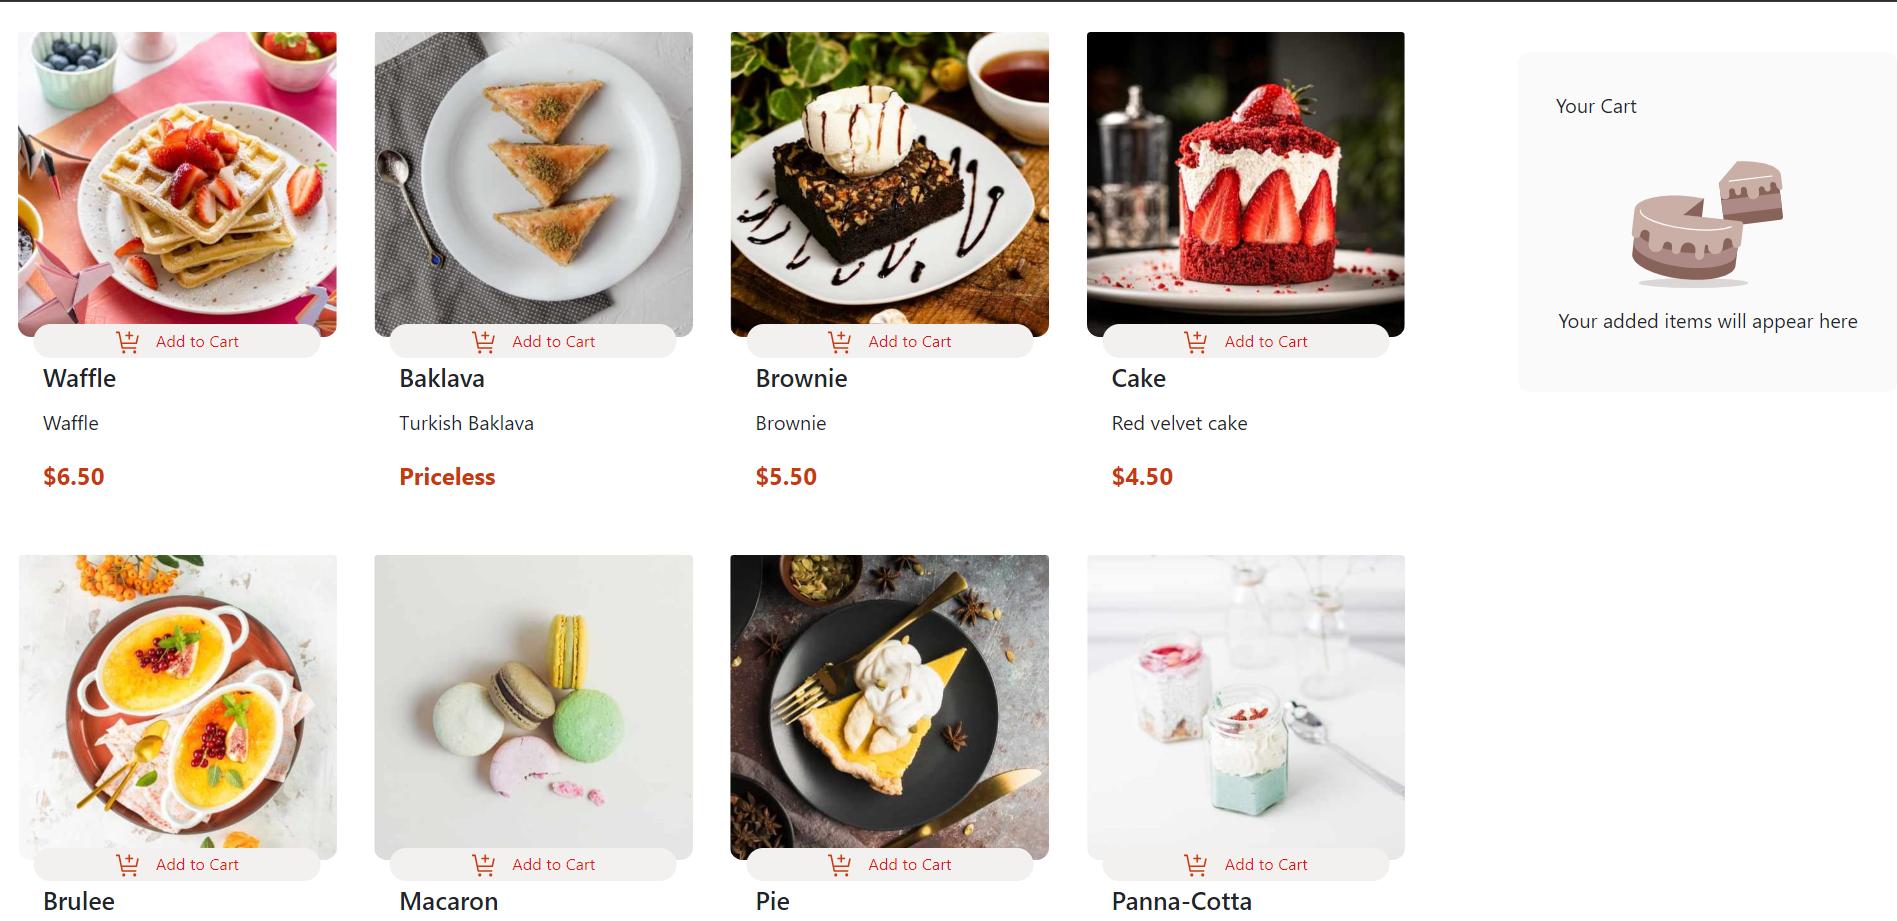 Add to Cart
Add to Cart
Add to Cart
Add to Cart
Waffle
Baklava
Brownie
Cake
Waffle
Turkish Baklava
Brownie
Red velvet cake
$6.50
Priceless
$5.50
$4.50
Add to Cart
Add to Cart
Add to Cart
Add to Cart
Brulee
Macaron
Pie
Panna-Cotta
Your Cart
Your added items will appear here